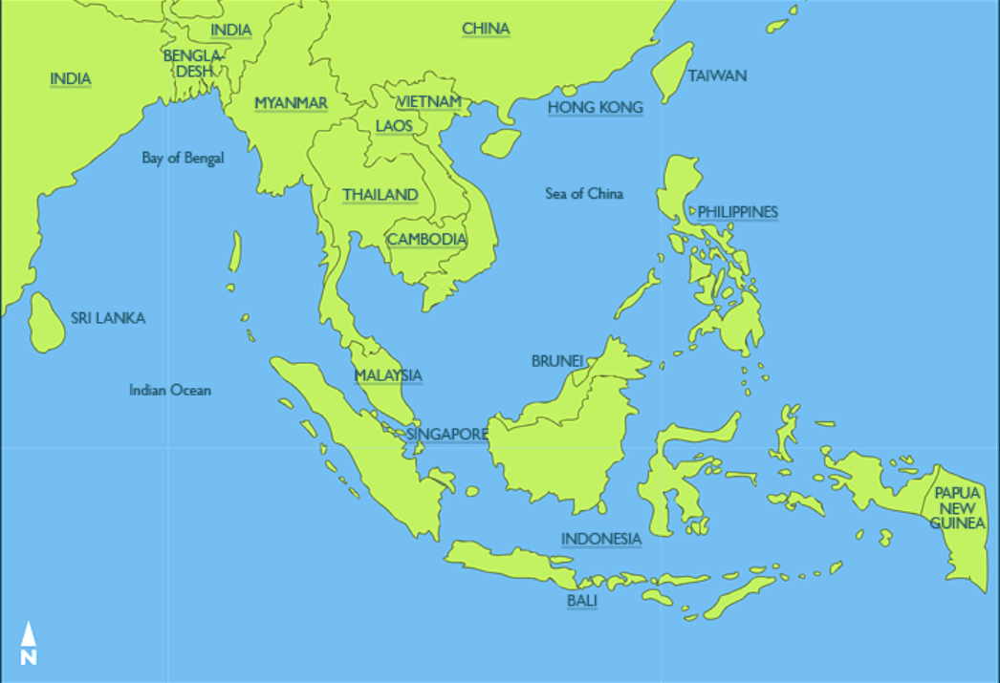 INDIA
CHINA
BENGLA-
DESH
INDIA
TAIWAN
MYANMAR
VIETNAM
HONG KONG
LAOS
Bay of Bengal
THAILAND
Sea of China
PHILIPPINES
CAMBODIA
SRI LANKA
BRUNEI
MALAYSIA
Indian Ocean
SINGAPORE
PAPUA
NEW
GUINEA
INDONESIA
BALI
N